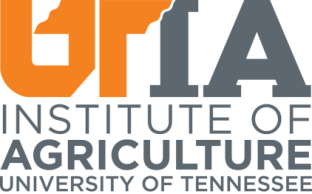 UTIA
INSTITUTE OF
AGRICULTURE
UNIVERSITY OF TENNESSEE